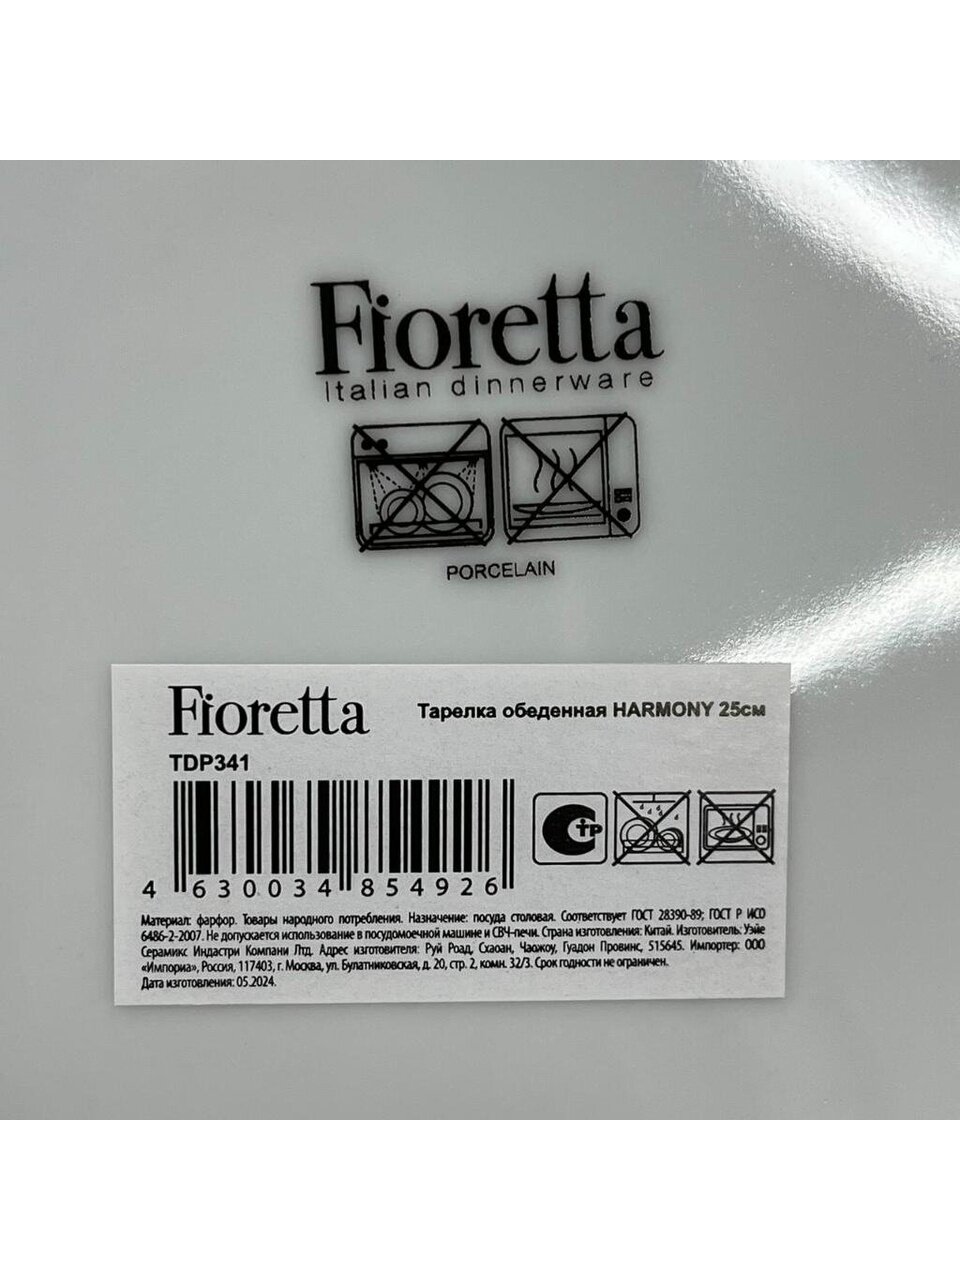 Fioretta
Italian dinnerware
PORCELAIN
Fioretta
Тарелка обеденная HARMONY 25см
TDP341
4 630034 854926
Материал: фарфор. Товары народного потребления. Назначение: посуда столовая. Соответствует ГОСТ 28390-89; ГОСТ Р ИСО
6486-2-2007. Не допускается использование в посудомоечной машине и СВЧ-печи. Страна изготовления: Китай. Изготовитель: Уэйе
Серамикс Индастри Компани Лтд. Адрес изготовителя: Руй Роад, Схаоан, Чаожоу, Гуадон Провинс, 515645. Импортер: ООО
«Импориа», Россия, 117403, г. Москва, ул. Булатниковская, д. 20, стр. 2, комн. 32/3. Срок годности не ограничен.
Дата изготовления: 05.2024.